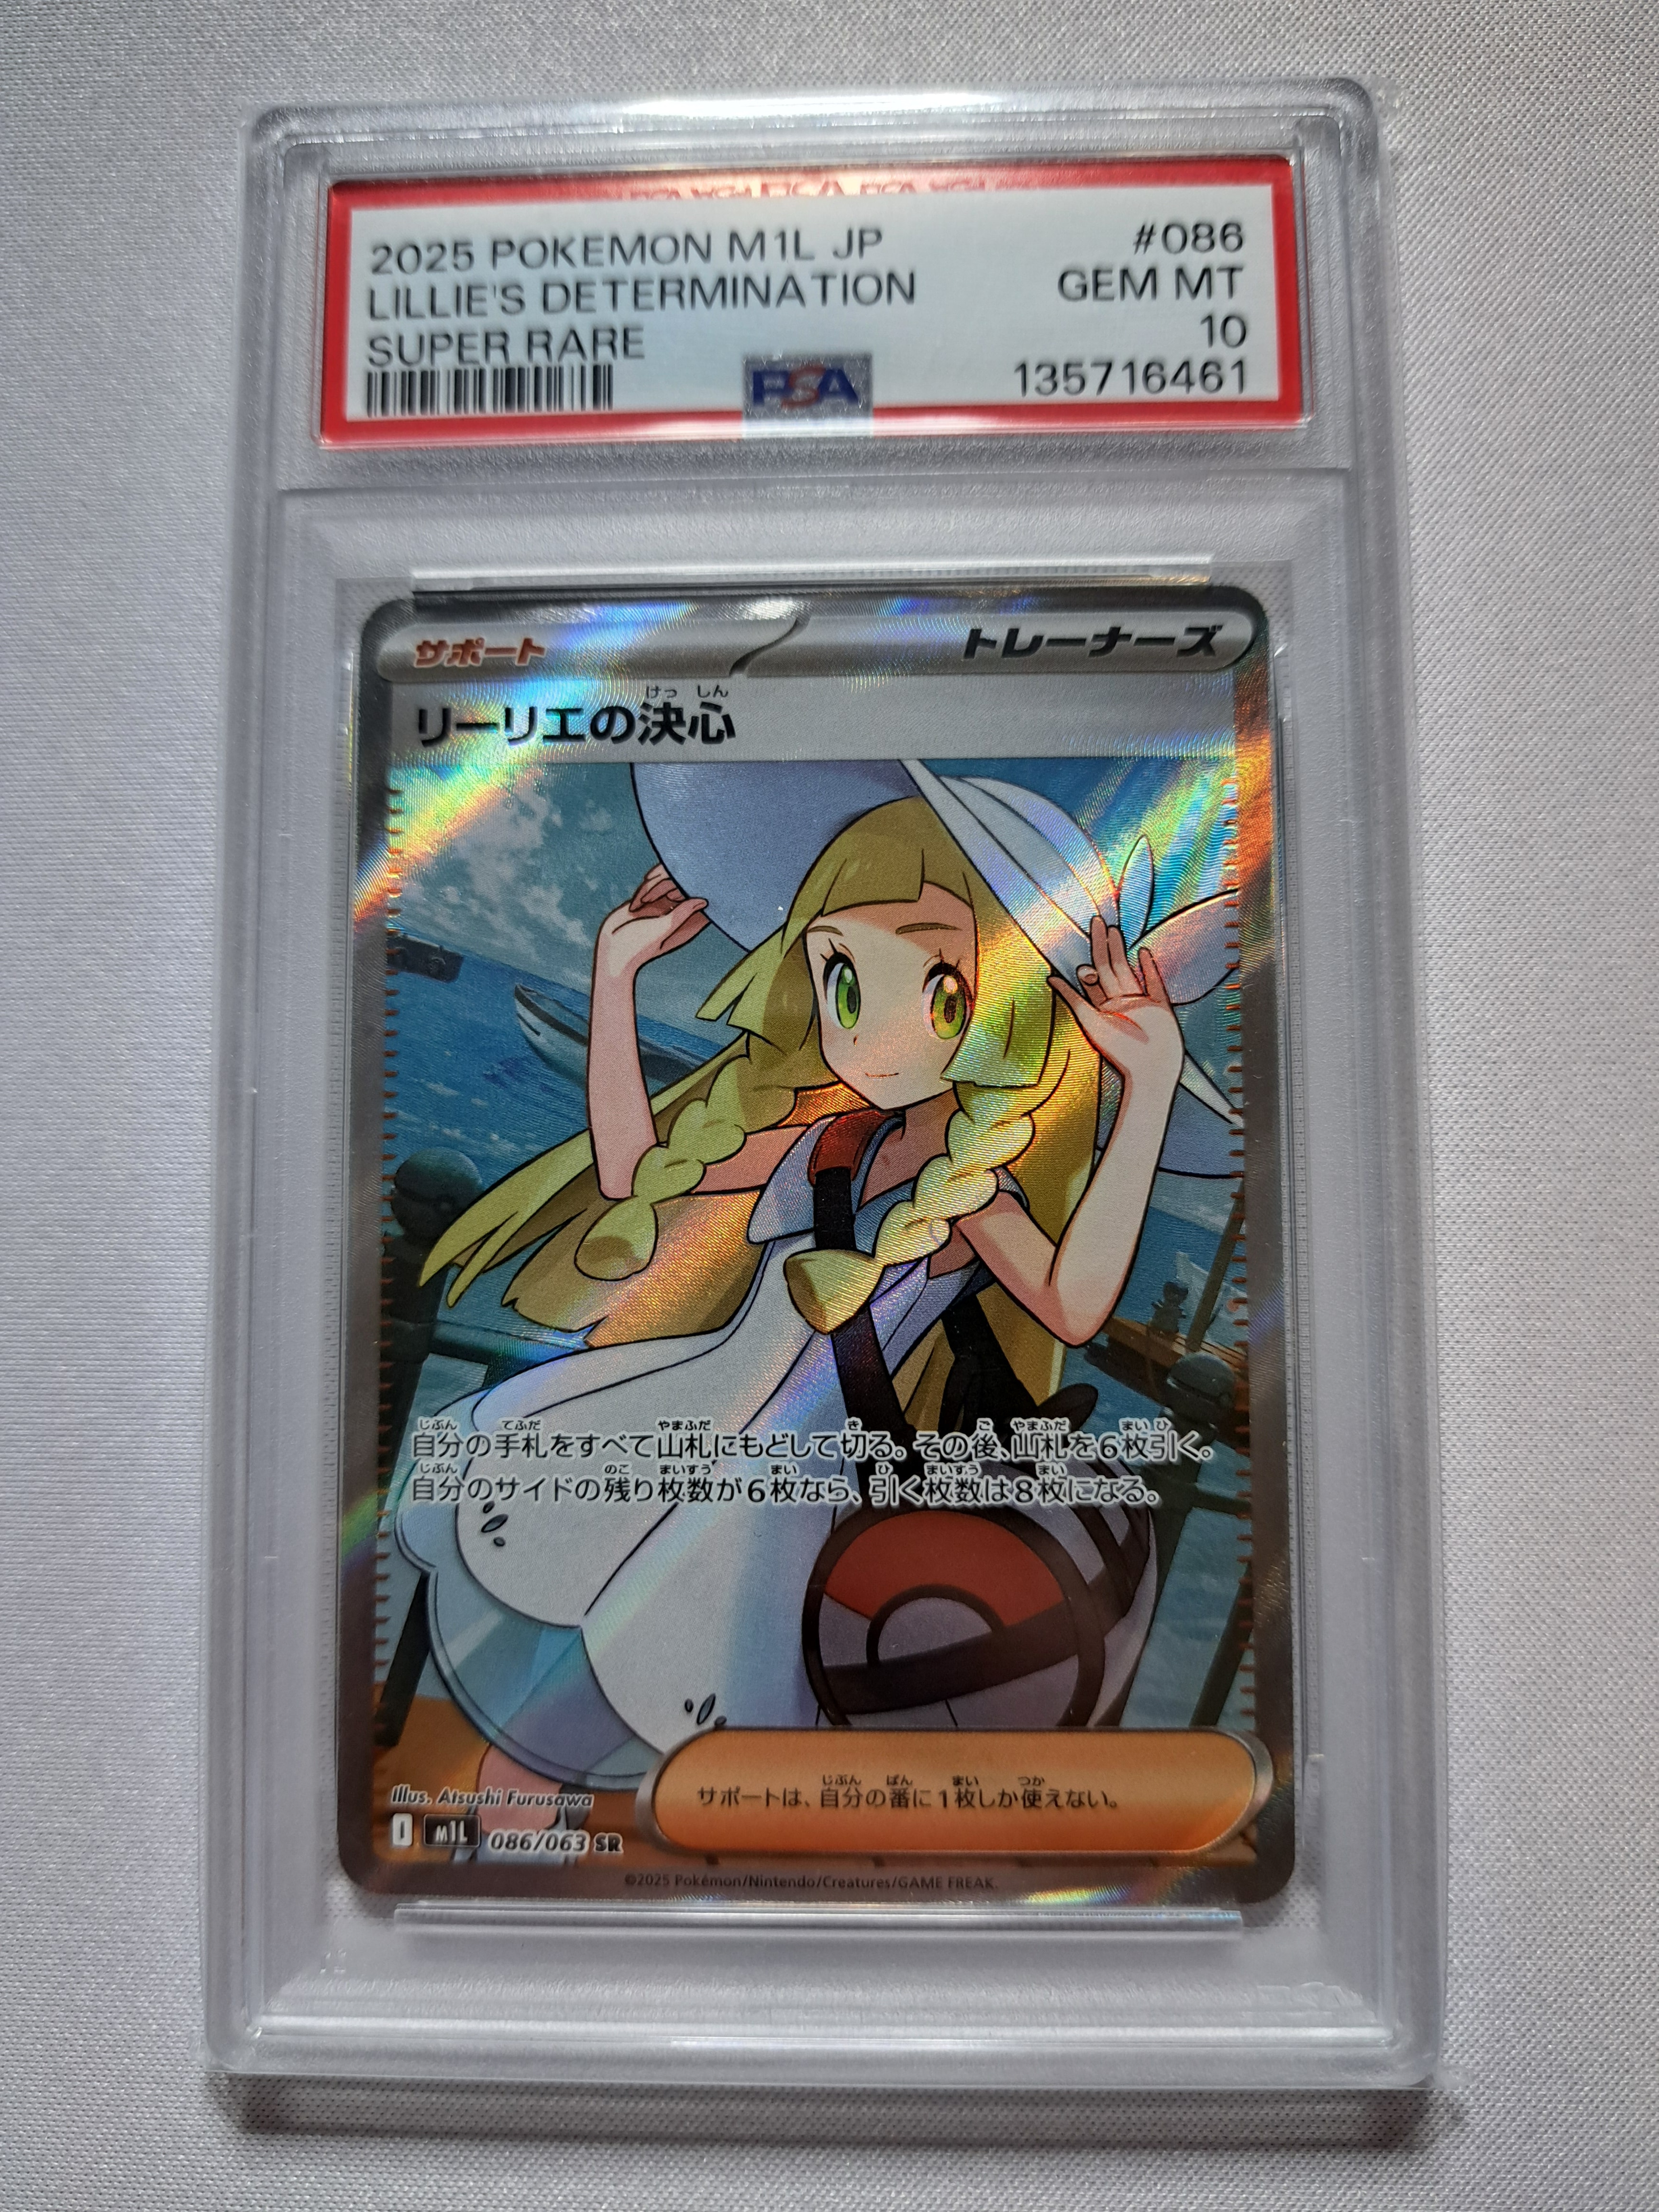 2025 POKEMON M1L JP #086
LILLIE'S DETERMINATION GEM MT
SUPER RARE 10
PSA 135716461
サポート トレーナーズ
けっしん
リーリエの決心
じぶん てふだ やまふだ き ご やまふだ まい ひ
自分の手札をすべて山札にもどして切る。その後、山札を6枚引く。
じぶん のこ まいすう まい ひ まいすう まい
自分のサイドの残り枚数が6枚なら、引く枚数は8枚になる。
じぶん ばん まい つか
サポートは、自分の番に1枚しか使えない。
Illus. Atsushi Furusawa
I M1L 086/063 SR
©2025 Pokémon/Nintendo/Creatures/GAME FREAK.